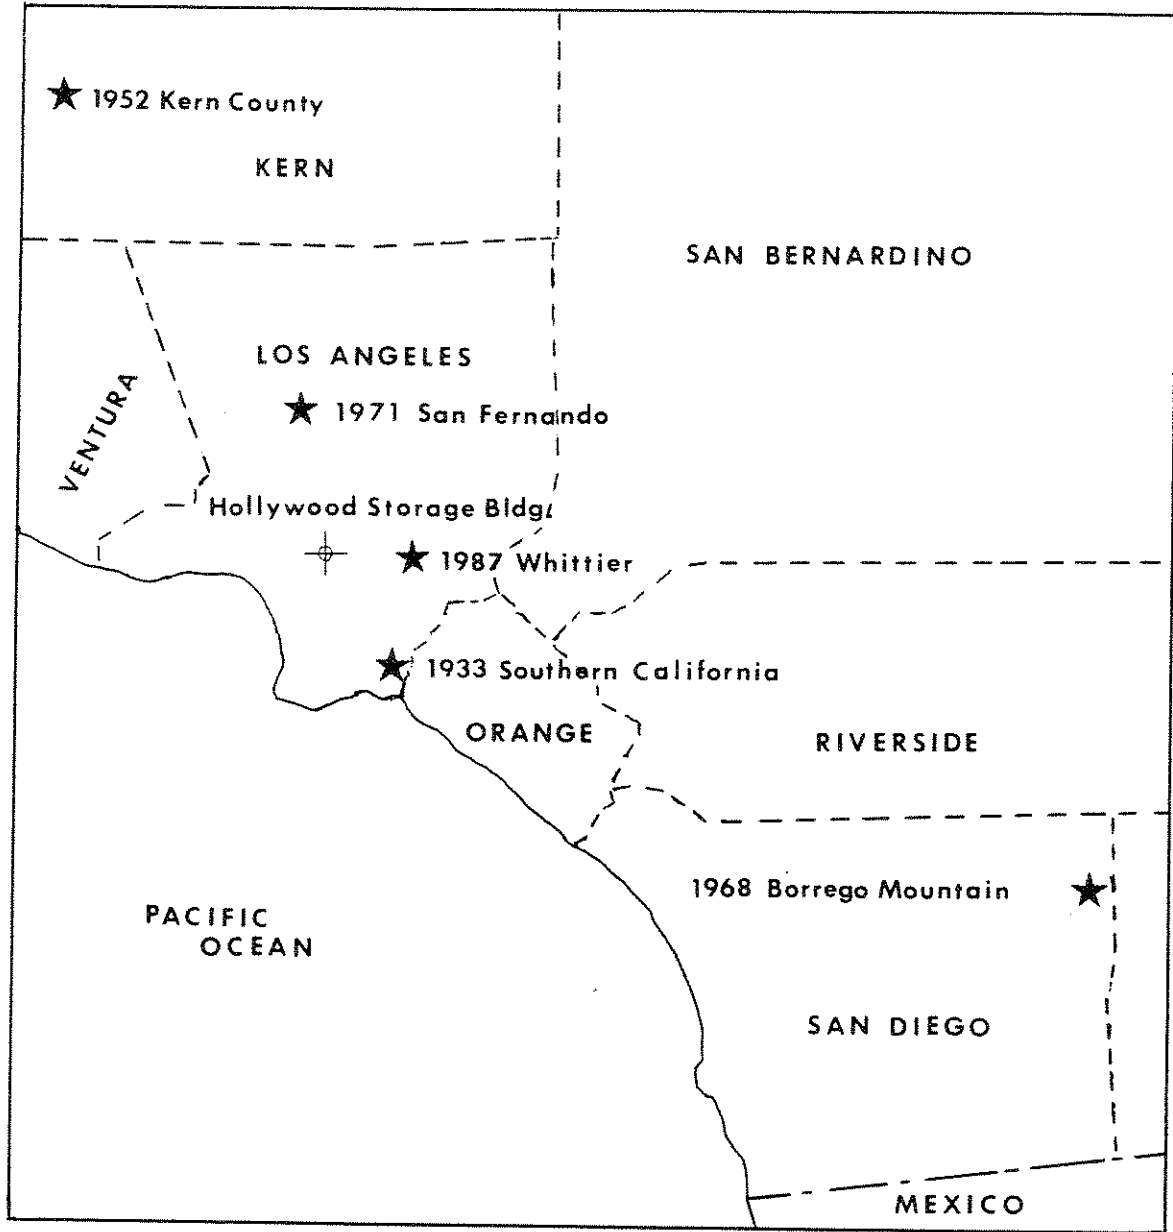 1952 Kern County
KERN
SAN BERNARDINO
LOS ANGELES
1971 San Fernando
VENTURA
Hollywood Storage Bldg.
1987 Whittier
1933 Southern California
ORANGE
RIVERSIDE
1968 Borrego Mountain
PACIFIC
OCEAN
SAN DIEGO
MEXICO